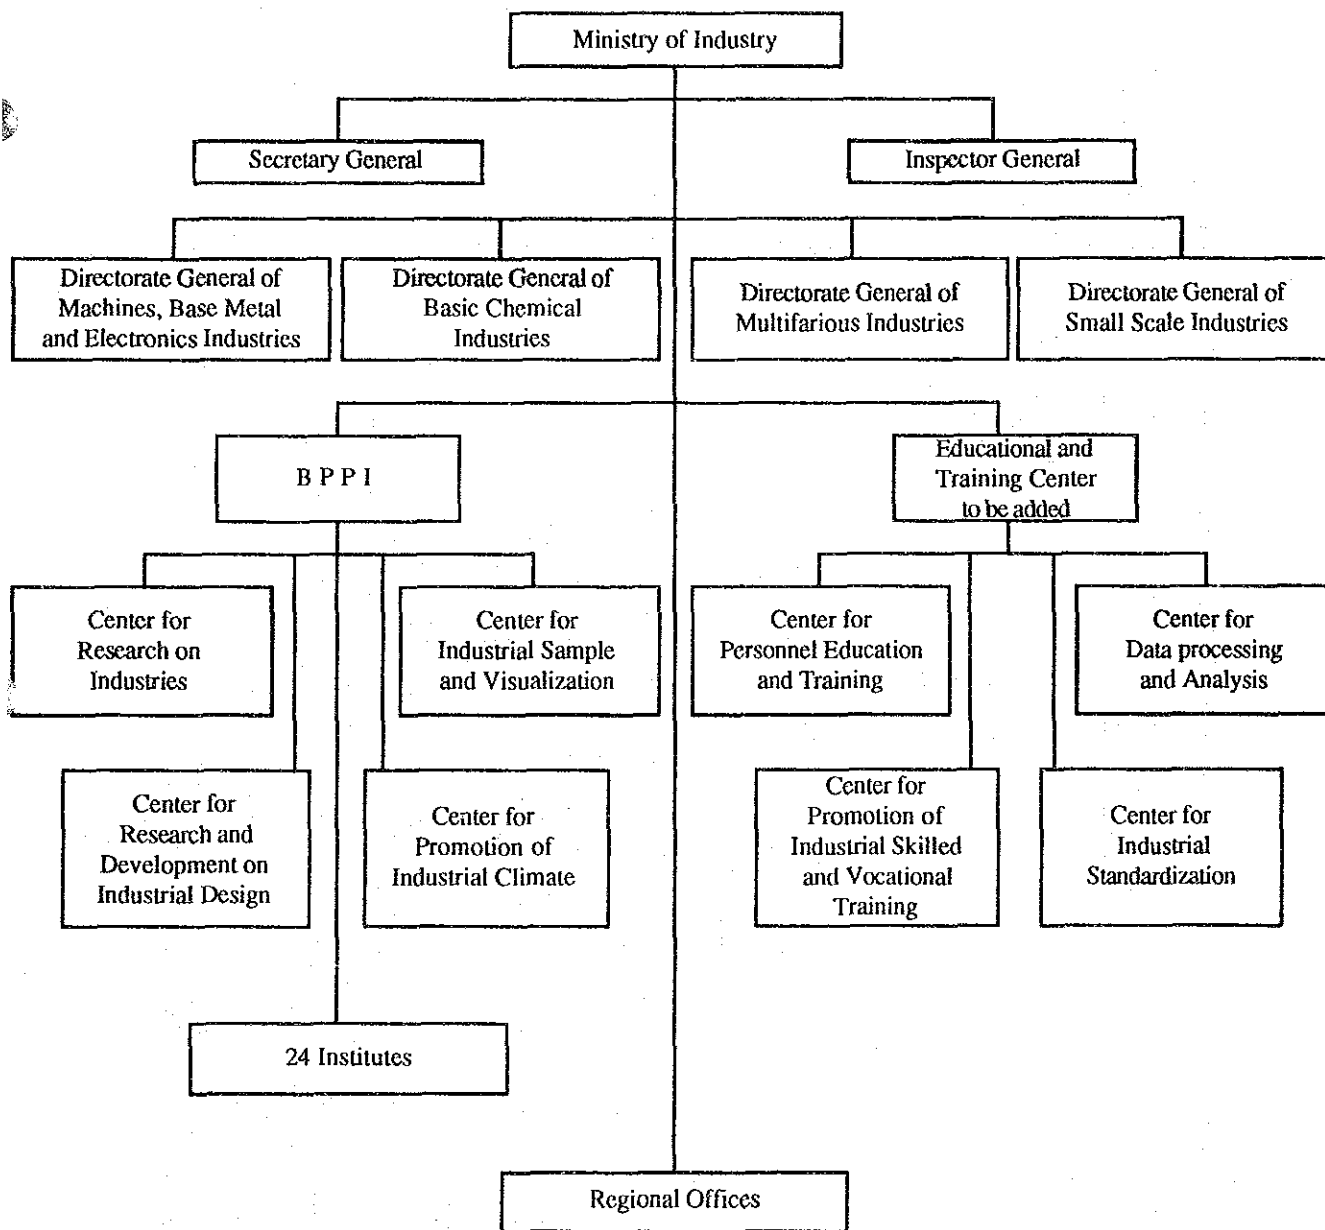 Ministry of Industry
Secretary General
Inspector General
Directorate General of
Machines, Base Metal
and Electronics Industries
Directorate General of
Basic Chemical
Industries
Directorate General of
Multifarious Industries
Directorate General of
Small Scale Industries
B P P I
Educational and
Training Center
to be added
Center for
Research on
Industries
Center for
Industrial Sample
and Visualization
Center for
Personnel Education
and Training
Center for
Data processing
and Analysis
Center for
Research and
Development on
Industrial Design
Center for
Promotion of
Industrial Climate
Center for
Promotion of
Industrial Skilled
and Vocational
Training
Center for
Industrial
Standardization
24 Institutes
Regional Offices